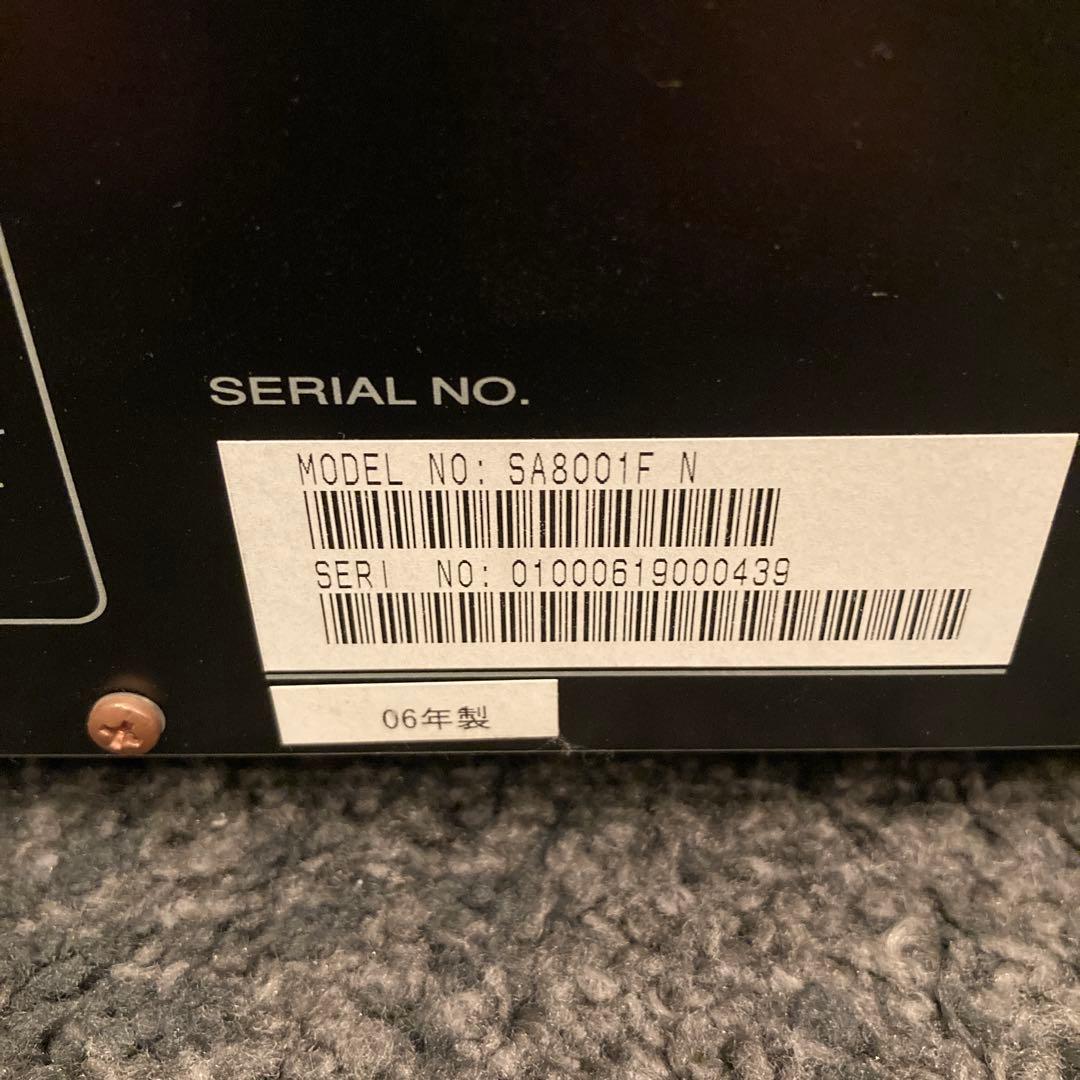 SERIAL NO.
MODEL NO: SA8001F N
SERI NO: 01000619000439
06年製